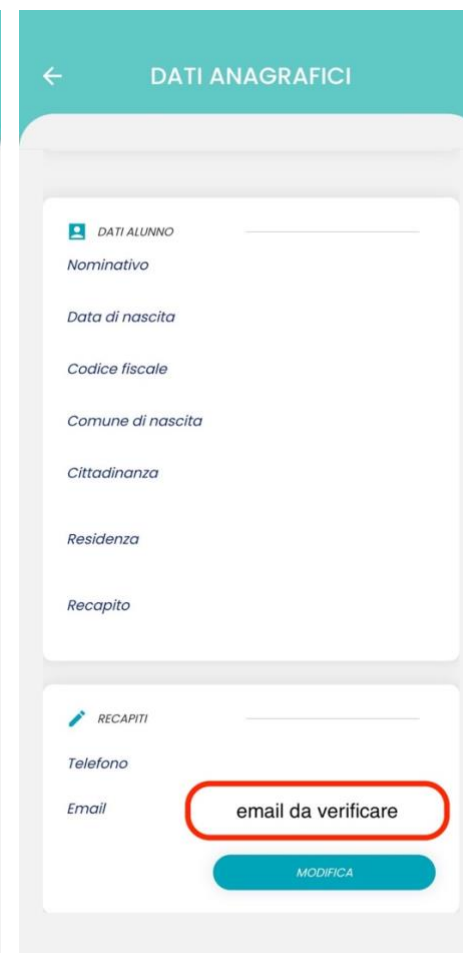 DATI ANAGRAFICI
DATI ALUNNO
Nominativo
Data di nascita
Codice fiscale
Comune di nascita
Cittadinanza
Residenza
Recapito
RECAPITI
Telefono
Email email da verificare
MODIFICA